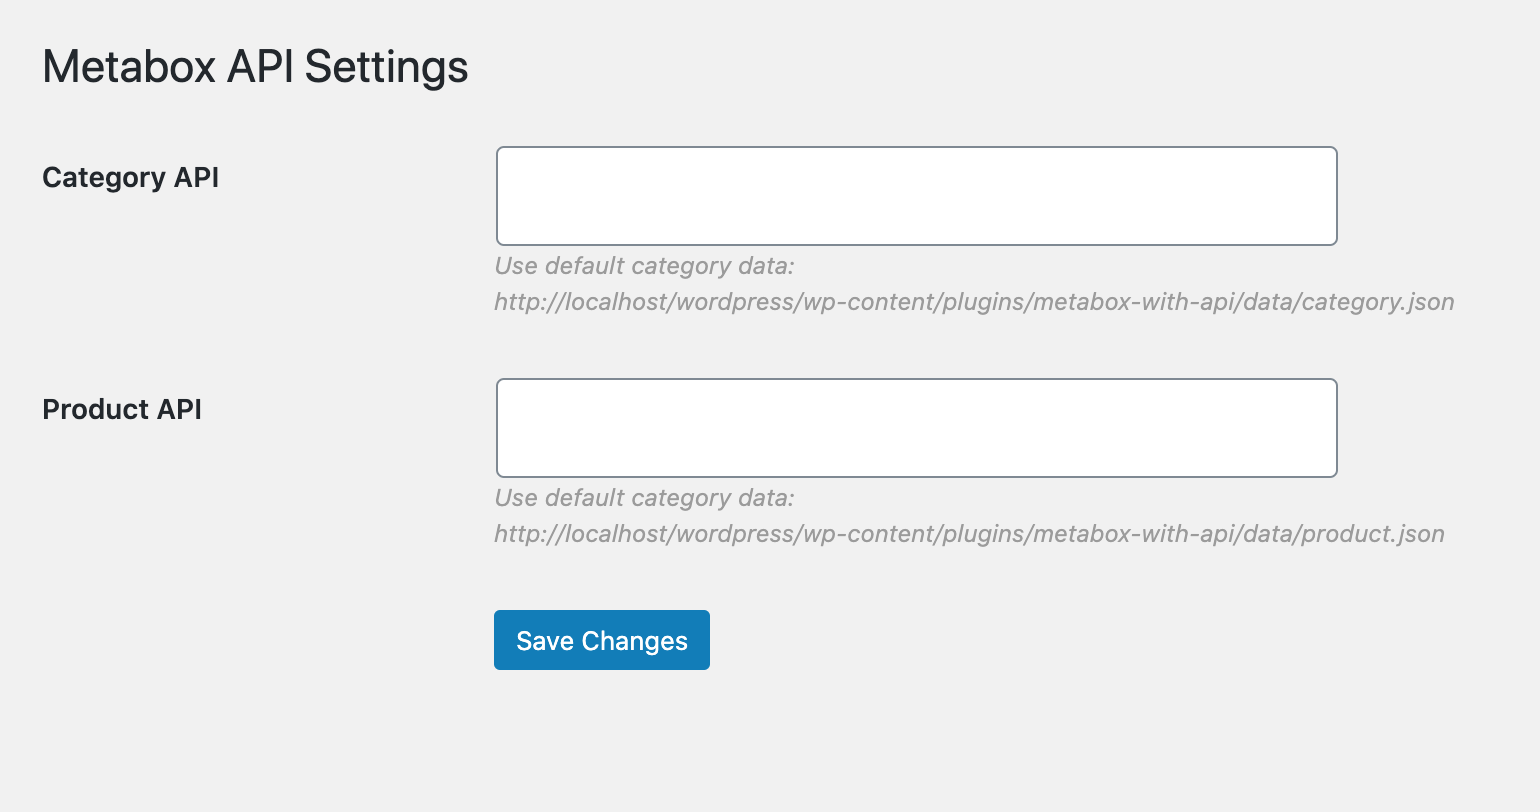 Metabox API Settings
Category API
Use default category data:
http://localhost/wordpress/wp-content/plugins/metabox-with-api/data/category.json
Product API
Use default category data:
http://localhost/wordpress/wp-content/plugins/metabox-with-api/data/product.json
Save Changes